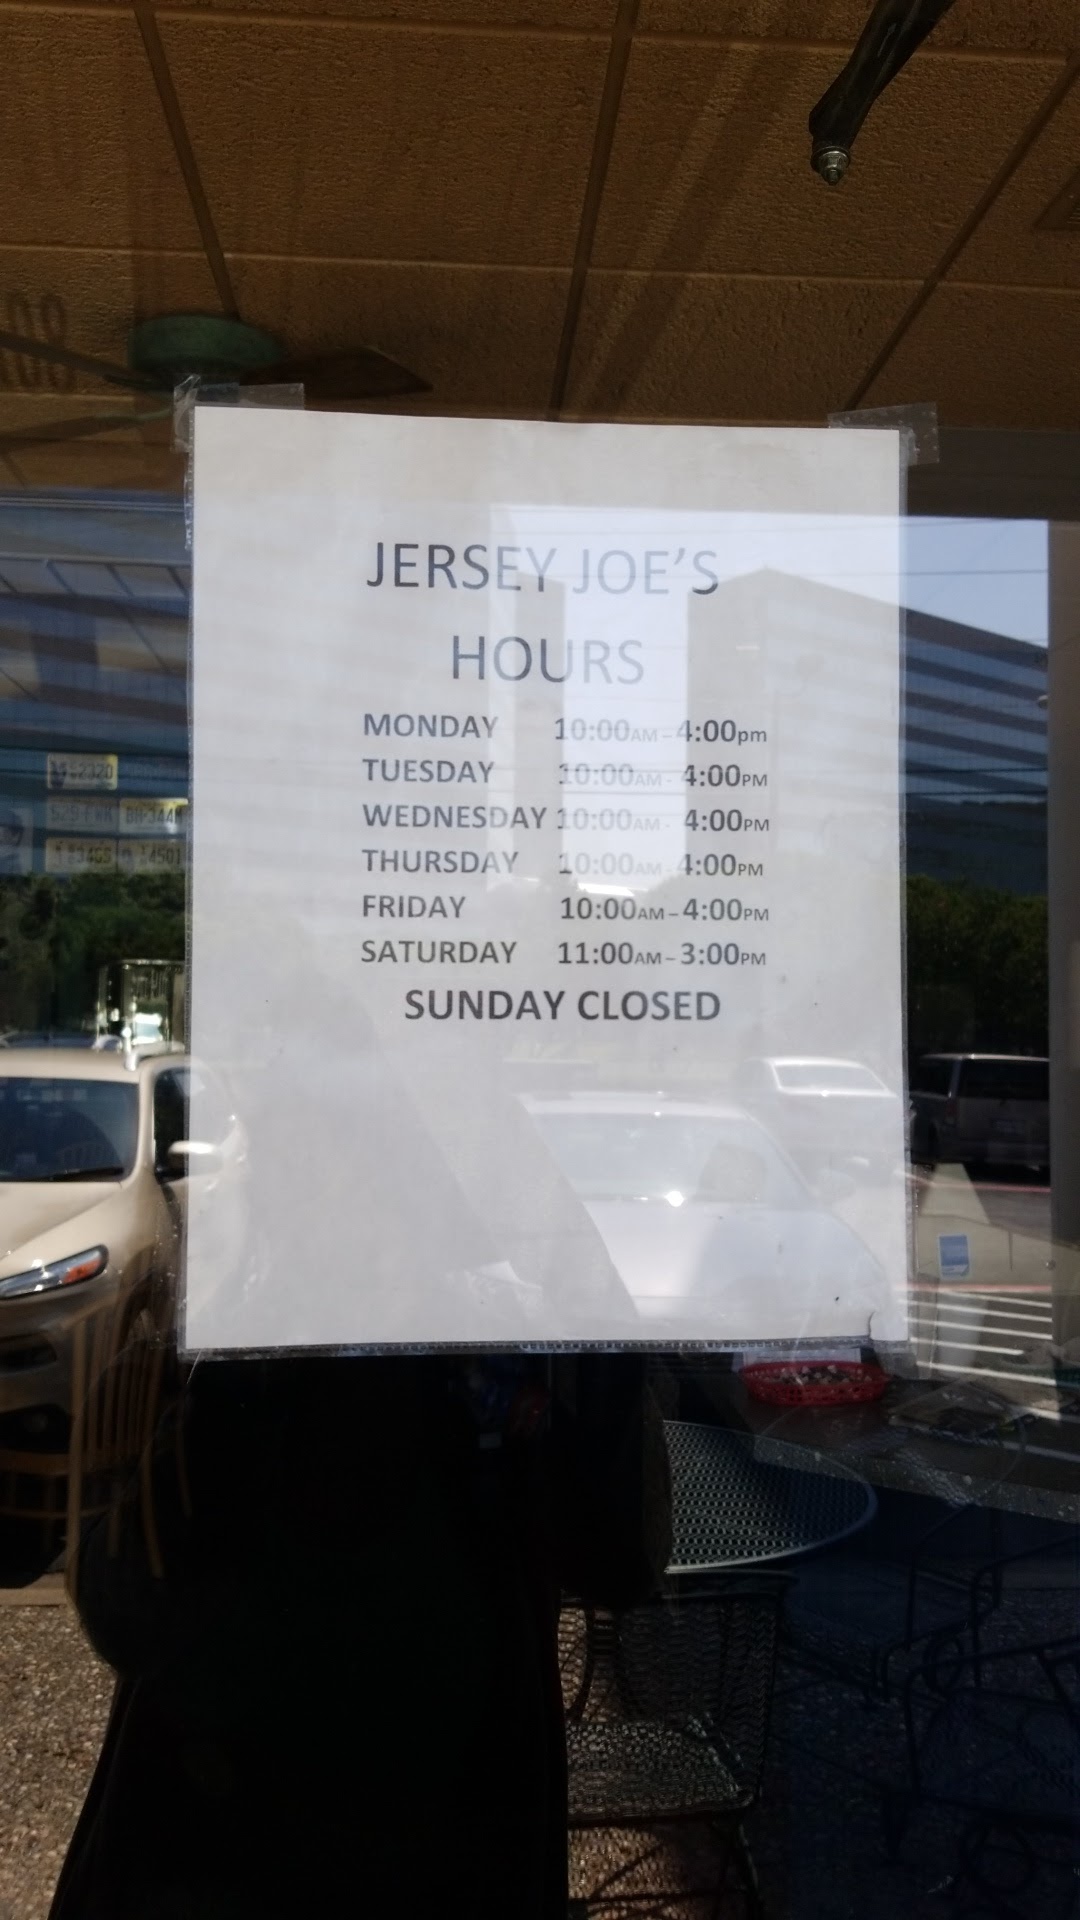 JERSEY JOE'S
HOURS
MONDAY 10:00AM – 4:00pm
TUESDAY 10:00AM - 4:00PM
WEDNESDAY 10:00AM - 4:00PM
THURSDAY 10:00AM - 4:00PM
FRIDAY 10:00AM – 4:00PM
SATURDAY 11:00AM – 3:00PM
SUNDAY CLOSED